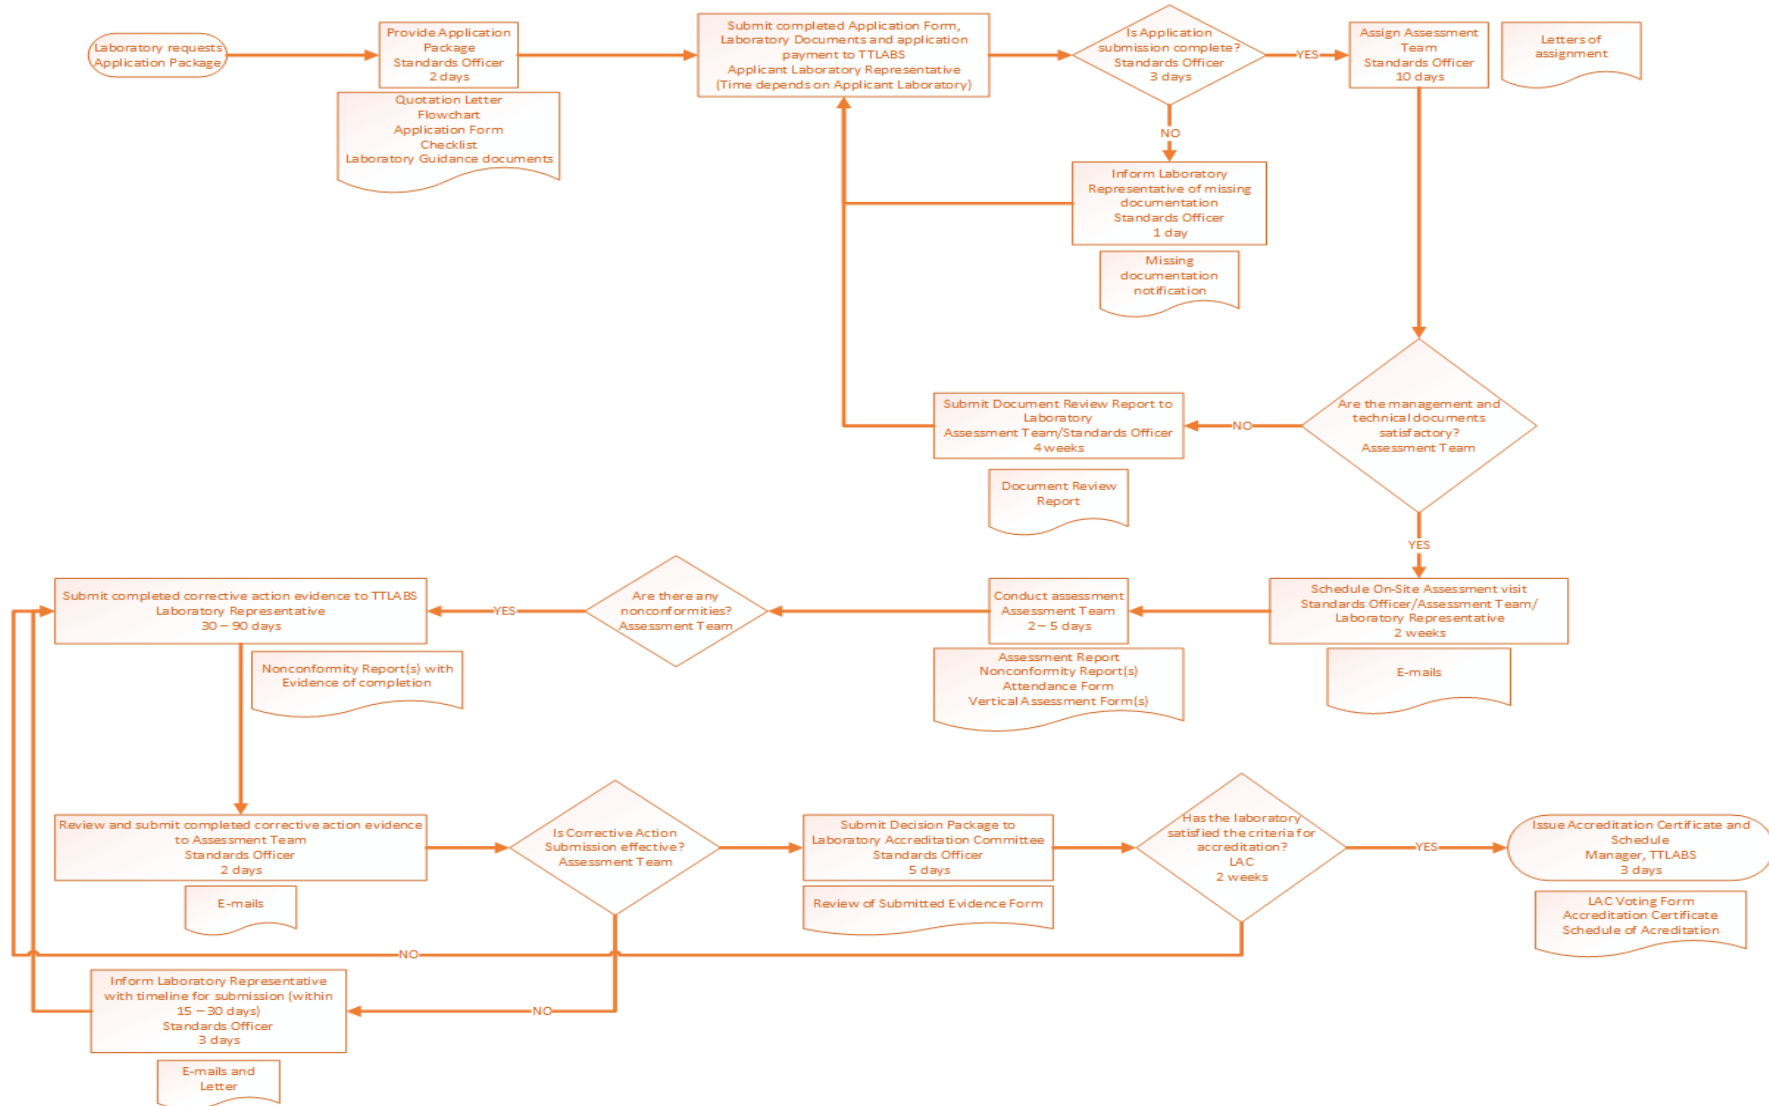 Laboratory requests
Application Package
Provide Application
Package
Standards Officer
2 days
Quotation Letter
Flowchart
Application Form
Checklist
Laboratory Guidance documents
Submit completed Application Form,
Laboratory Documents and application
payment to TTLABS
Applicant Laboratory Representative
(Time depends on Applicant Laboratory)
Is Application
submission complete?
Standards Officer
3 days
YES
Assign Assessment
Team
Standards Officer
10 days
Letters of
assignment
NO
Inform Laboratory
Representative of missing
documentation
Standards Officer
1 day
Missing
documentation
notification
Are the management and
technical documents
satisfactory?
Assessment Team
NO
Submit Document Review Report to
Laboratory
Assessment Team/Standards Officer
4 weeks
Document Review
Report
YES
Schedule On-Site Assessment visit
Standards Officer/Assessment Team/
Laboratory Representative
2 weeks
E-mails
Conduct assessment
Assessment Team
2 – 5 days
Assessment Report
Nonconformity Report(s)
Attendance Form
Vertical Assessment Form(s)
Are there any
nonconformities?
Assessment Team
YES
Submit completed corrective action evidence to TTLABS
Laboratory Representative
30 – 90 days
Nonconformity Report(s) with
Evidence of completion
Review and submit completed corrective action evidence
to Assessment Team
Standards Officer
2 days
E-mails
Is Corrective Action
Submission effective?
Assessment Team
Submit Decision Package to
Laboratory Accreditation Committee
Standards Officer
5 days
Review of Submitted Evidence Form
Has the laboratory
satisfied the criteria for
accreditation?
LAC
2 weeks
YES
Issue Accreditation Certificate and
Schedule
Manager, TTLABS
3 days
LAC Voting Form
Accreditation Certificate
Schedule of Acreditation
NO
NO
Inform Laboratory Representative
with timeline for submission (within
15 – 30 days)
Standards Officer
3 days
E-mails and
Letter